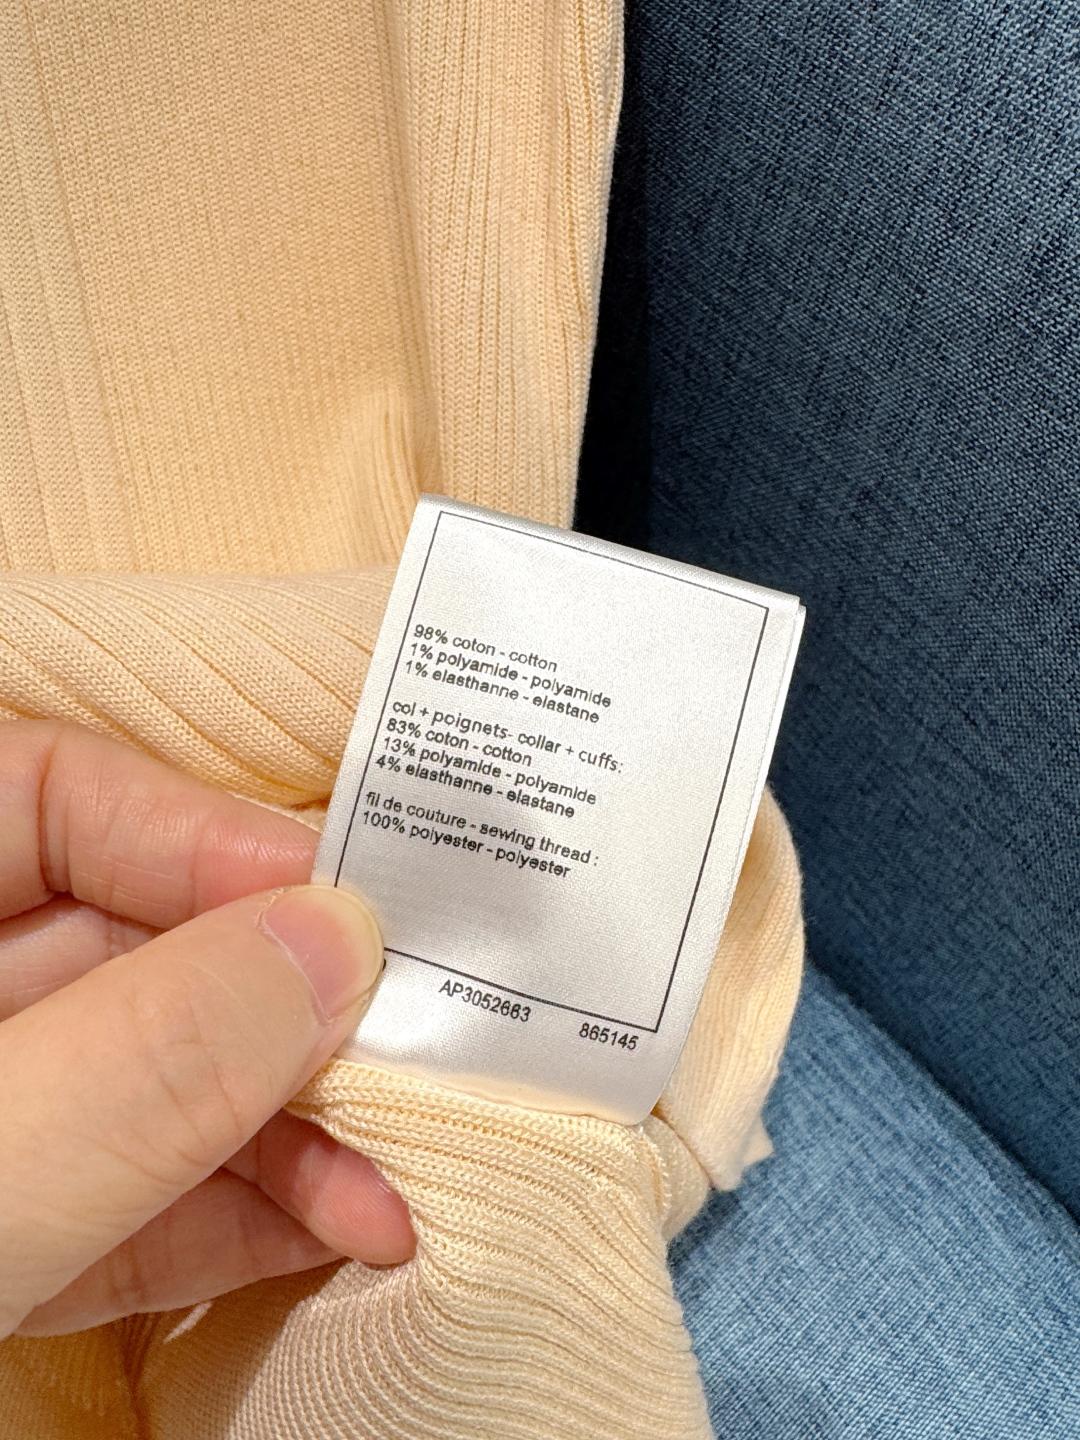 98% coton - cotton
1% polyamide - polyamide
1% elasthanne - elastane
col + poignets- collar + cuffs:
83% coton - cotton
13% polyamide - polyamide
4% elasthanne - elastane
fil de couture - sewing thread :
100% polyester - polyester
AP3052663
865145